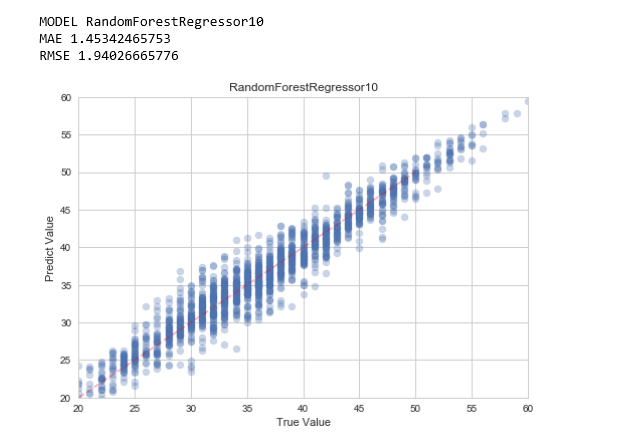 MODEL RandomForestRegressor10
MAE 1.45342465753
RMSE 1.94026665776
RandomForestRegressor10
60
55
50
45
40
35
30
25
20
Predict Value
20 25 30 35 40 45 50 55 60
True Value